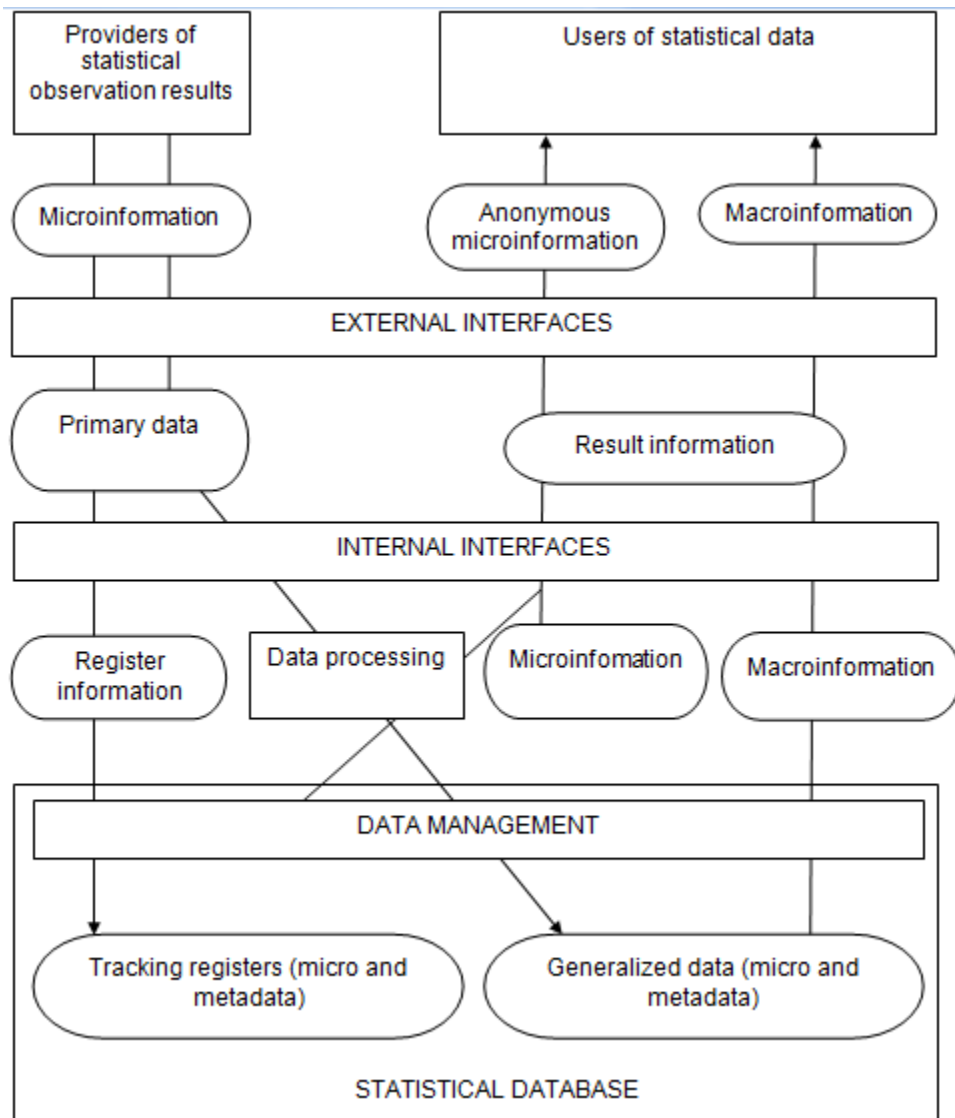 Providers of
statistical
observation results
Users of statistical data
Microinformation
Anonymous
microinformation
Macroinformation
EXTERNAL INTERFACES
Primary data
Result information
INTERNAL INTERFACES
Register
information
Data processing
Microinfomation
Macroinformation
DATA MANAGEMENT
Tracking registers (micro and
metadata)
Generalized data (micro and
metadata)
STATISTICAL DATABASE